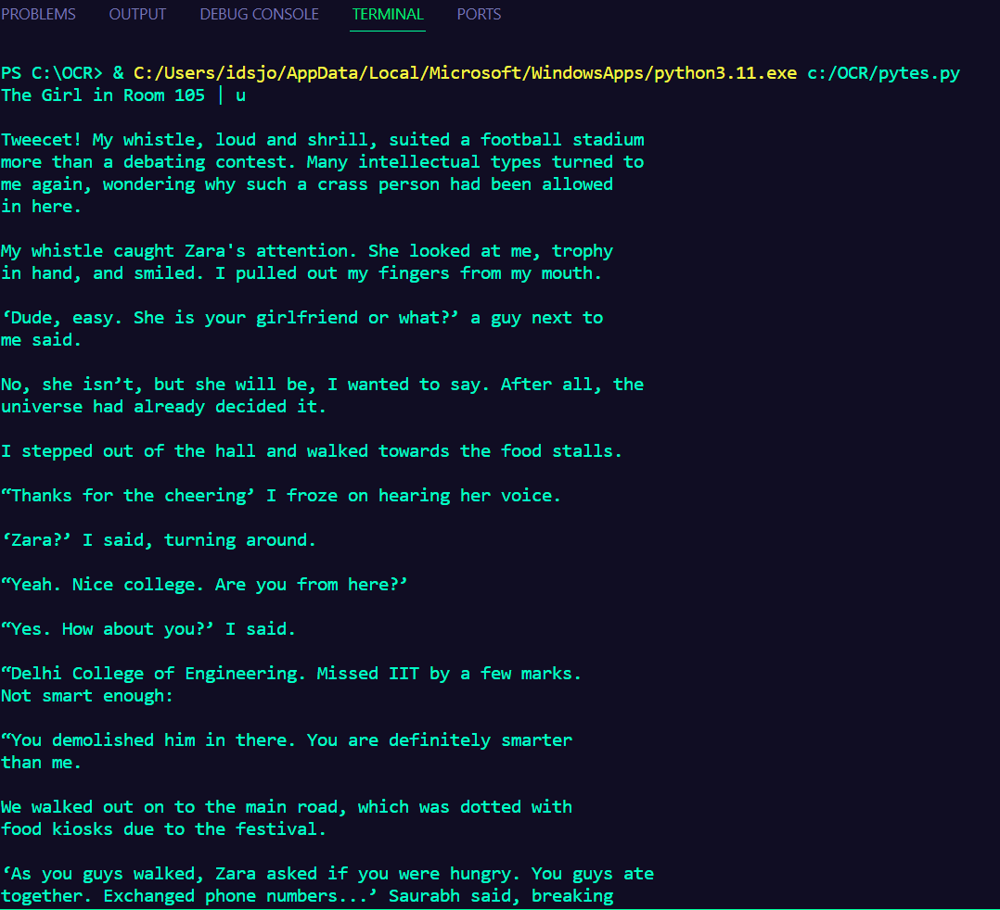 PROBLEMS OUTPUT DEBUG CONSOLE TERMINAL PORTS
PS C:\OCR> & C:/Users/idsjo/AppData/Local/Microsoft/WindowsApps/python3.11.exe c:/OCR/pytes.py
The Girl in Room 105 | u
Tweecet! My whistle, loud and shrill, suited a football stadium
more than a debating contest. Many intellectual types turned to
me again, wondering why such a crass person had been allowed
in here.
My whistle caught Zara's attention. She looked at me, trophy
in hand, and smiled. I pulled out my fingers from my mouth.
‘Dude, easy. She is your girlfriend or what?’ a guy next to
me said.
No, she isn’t, but she will be, I wanted to say. After all, the
universe had already decided it.
I stepped out of the hall and walked towards the food stalls.
“Thanks for the cheering’ I froze on hearing her voice.
‘Zara?’ I said, turning around.
“Yeah. Nice college. Are you from here?’
“Yes. How about you?’ I said.
“Delhi College of Engineering. Missed IIT by a few marks.
Not smart enough:
“You demolished him in there. You are definitely smarter
than me.
We walked out on to the main road, which was dotted with
food kiosks due to the festival.
‘As you guys walked, Zara asked if you were hungry. You guys ate
together. Exchanged phone numbers...’ Saurabh said, breaking